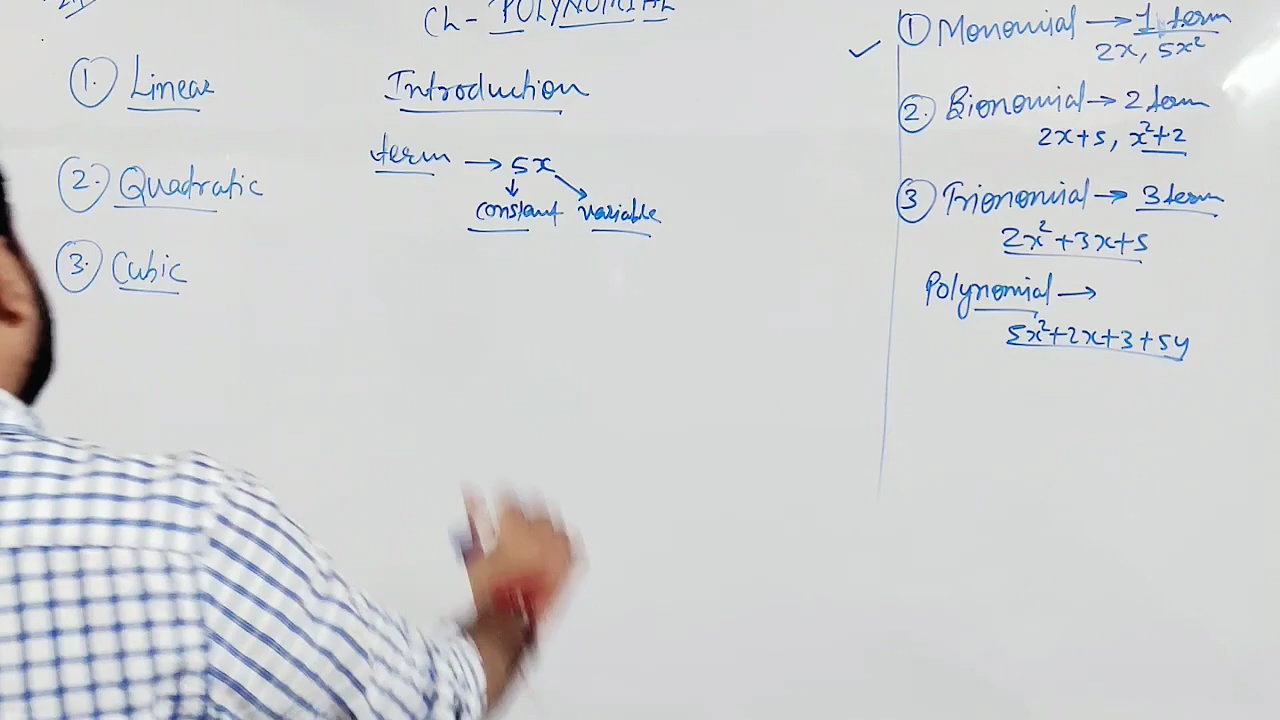 Ch- POLYNOMIAL
1. Linear
2. Quadratic
3. Cubic
Introduction
term → 5x
constant variable
① Monomial → 1 term
2x, 5x²
2. Bionomial → 2 term
2x+5, x²+2
③ Trionomial → 3 term
2x²+3x+5
Polynomial →
5x²+2x+3+5y